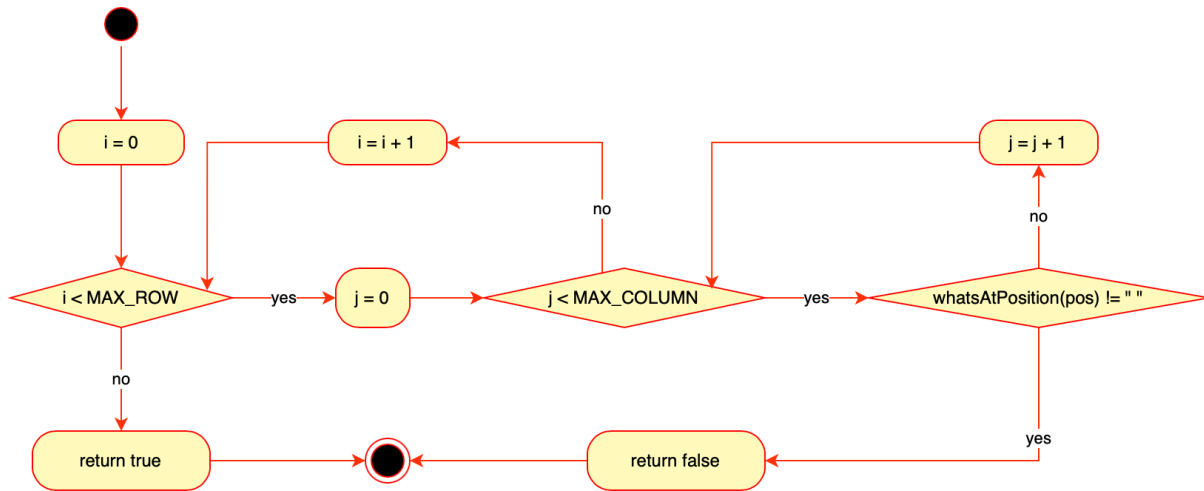 i = 0
i = i + 1
j = j + 1
no
no
i < MAX_ROW
yes
j = 0
j < MAX_COLUMN
yes
whatsAtPosition(pos) != " "
no
yes
return true
return false